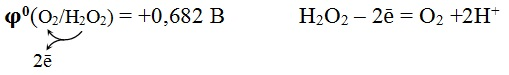 φ⁰(O₂/H₂O₂) = +0,682 В H₂O₂ – 2ē = O₂ +2H⁺
2ē